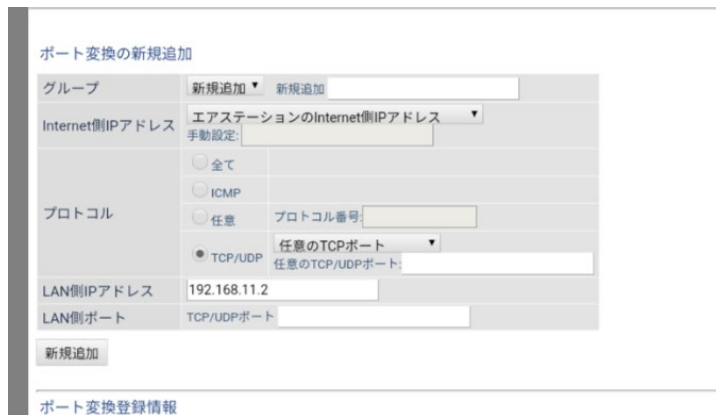 ポート変換の新規追加
グループ 新規追加 新規追加
Internet側IPアドレス エアステーションのInternet側IPアドレス
手動設定:
プロトコル
全て
ICMP
任意 プロトコル番号:
TCP/UDP 任意のTCPポート
任意のTCP/UDPポート:
LAN側IPアドレス 192.168.11.2
LAN側ポート TCP/UDPポート
新規追加
ポート変換登録情報